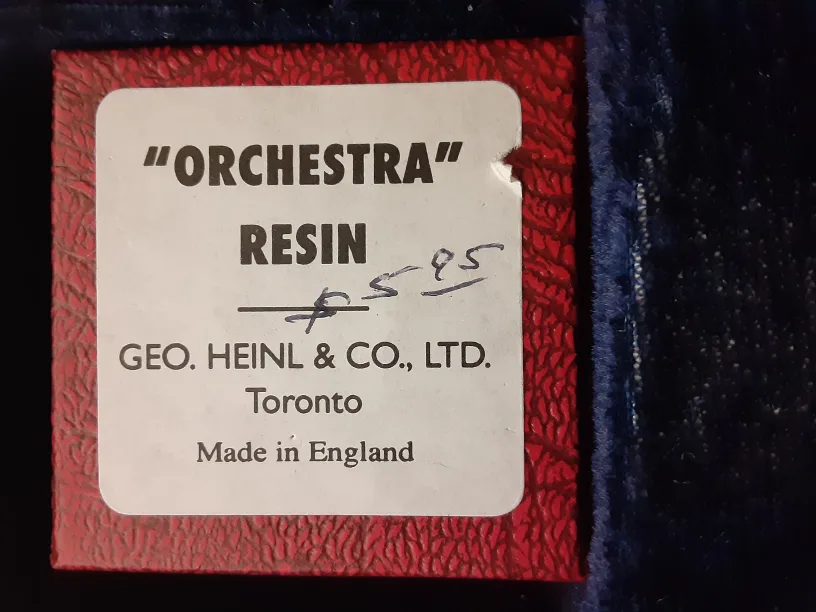 "ORCHESTRA"
RESIN
$5 95
GEO. HEINL & CO., LTD.
Toronto
Made in England